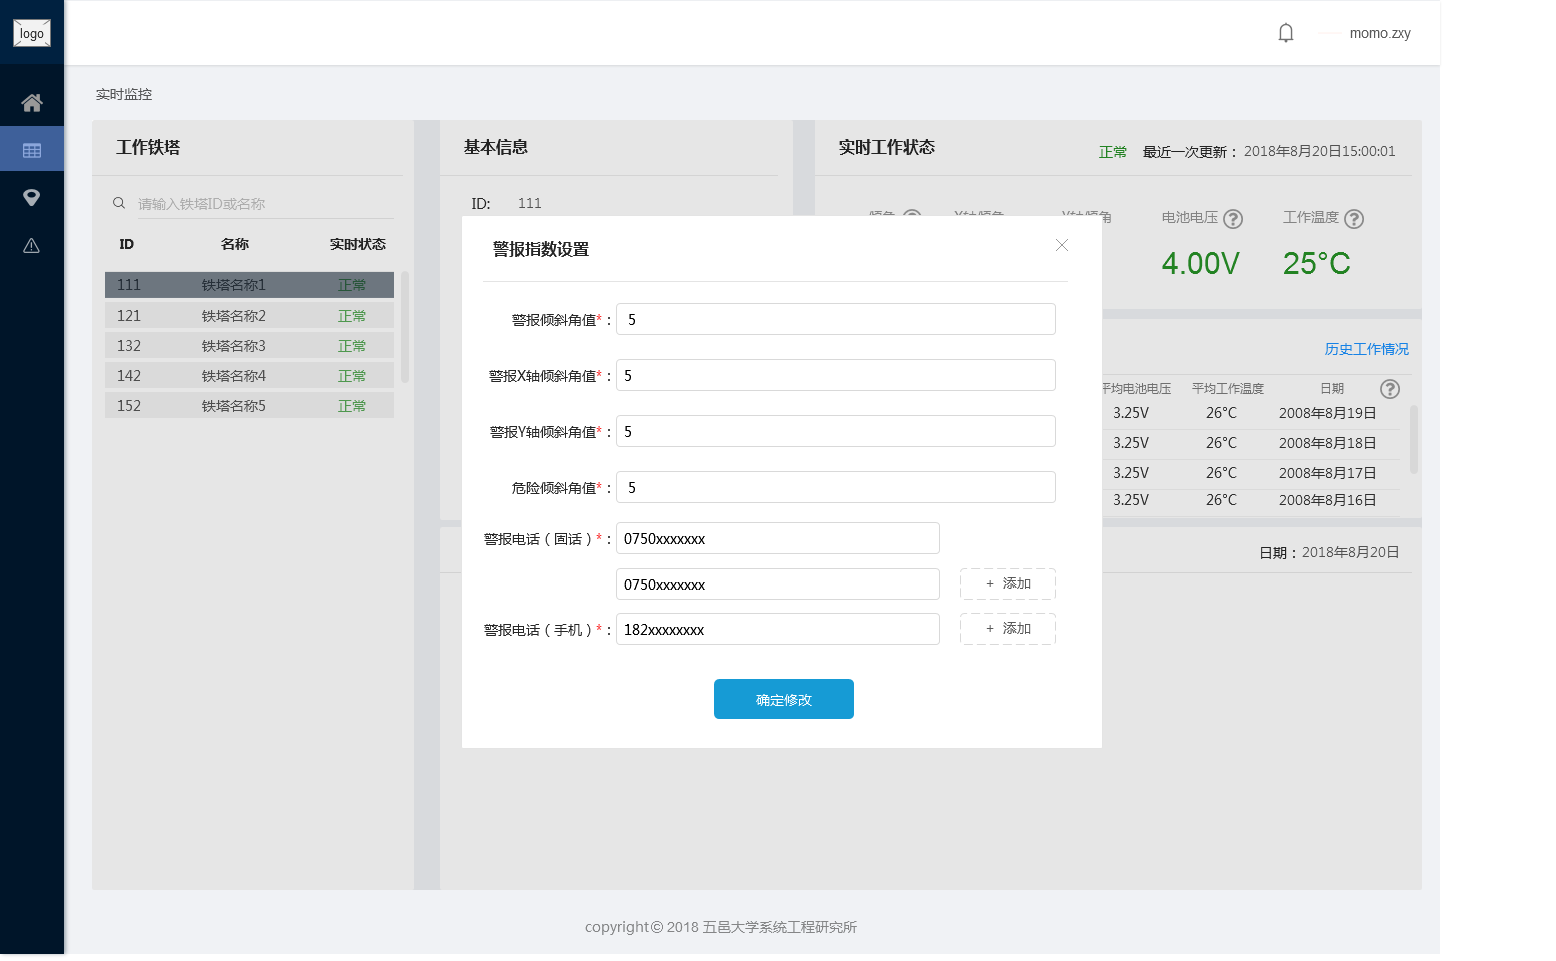 logo
momo.zxy
实时监控
工作铁塔
请输入铁塔ID或名称
ID 名称 实时状态
111 铁塔名称1 正常
121 铁塔名称2 正常
132 铁塔名称3 正常
142 铁塔名称4 正常
152 铁塔名称5 正常
基本信息
ID: 111
实时工作状态 正常 最近一次更新： 2018年8月20日15:00:01
倾角 X轴倾角 Y轴倾角 电池电压 工作温度
4.00V 25°C
历史工作情况
平均电池电压 平均工作温度 日期
3.25V 26°C 2008年8月19日
3.25V 26°C 2008年8月18日
3.25V 26°C 2008年8月17日
3.25V 26°C 2008年8月16日
日期：2018年8月20日
警报指数设置
警报倾斜角值*： 5
警报X轴倾斜角值*： 5
警报Y轴倾斜角值*： 5
危险倾斜角值*： 5
警报电话（固话）*： 0750xxxxxxx
0750xxxxxxx + 添加
警报电话（手机）*： 182xxxxxxxx + 添加
确定修改
copyright© 2018 五邑大学系统工程研究所